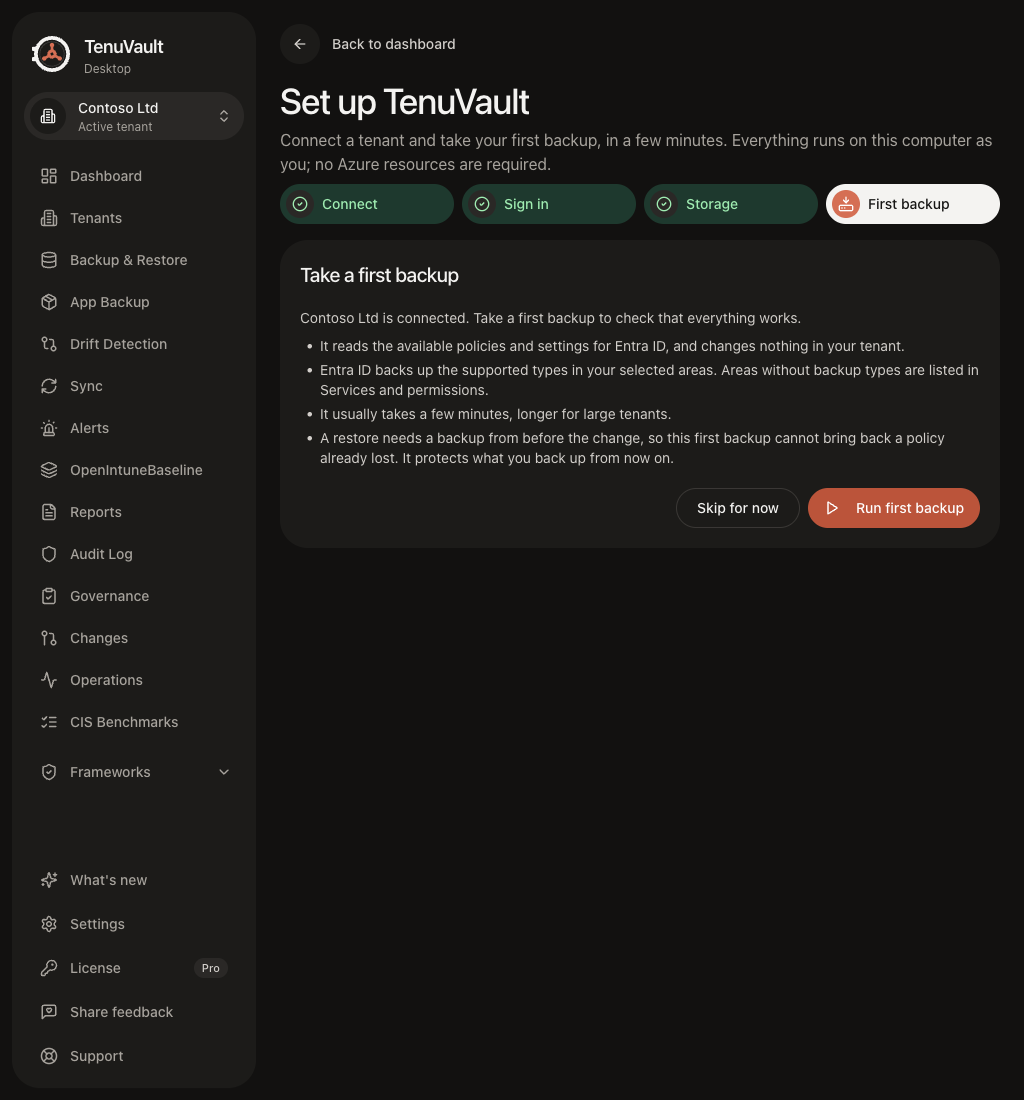 TenuVault
Desktop
Contoso Ltd
Active tenant
Dashboard
Tenants
Backup & Restore
App Backup
Drift Detection
Sync
Alerts
OpenIntuneBaseline
Reports
Audit Log
Governance
Changes
Operations
CIS Benchmarks
Frameworks
What's new
Settings
License
Pro
Share feedback
Support
Back to dashboard
Set up TenuVault
Connect a tenant and take your first backup, in a few minutes. Everything runs on this computer as
you; no Azure resources are required.
Connect
Sign in
Storage
First backup
Take a first backup
Contoso Ltd is connected. Take a first backup to check that everything works.
• It reads the available policies and settings for Entra ID, and changes nothing in your tenant.
• Entra ID backs up the supported types in your selected areas. Areas without backup types are listed in
Services and permissions.
• It usually takes a few minutes, longer for large tenants.
• A restore needs a backup from before the change, so this first backup cannot bring back a policy
already lost. It protects what you back up from now on.
Skip for now
Run first backup